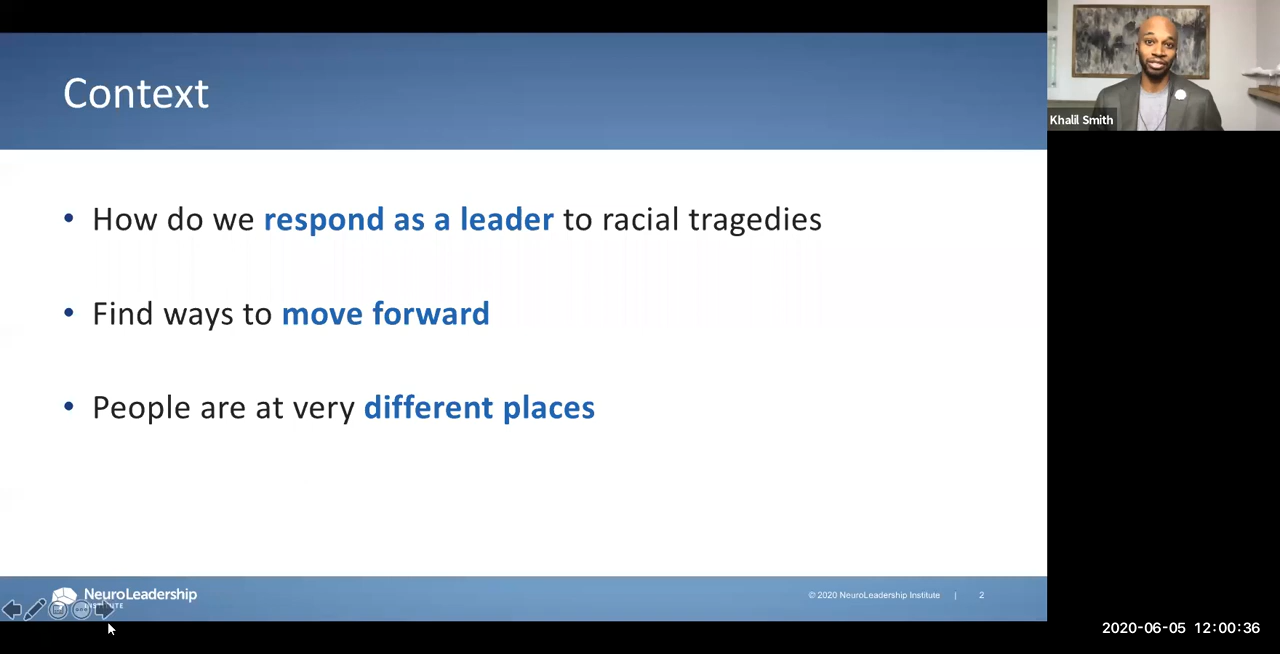 Context
• How do we respond as a leader to racial tragedies
• Find ways to move forward
• People are at very different places
NeuroLeadership
INSTITUTE
© 2020 NeuroLeadership Institute | 2
Khalil Smith
2020-06-05 12:00:36